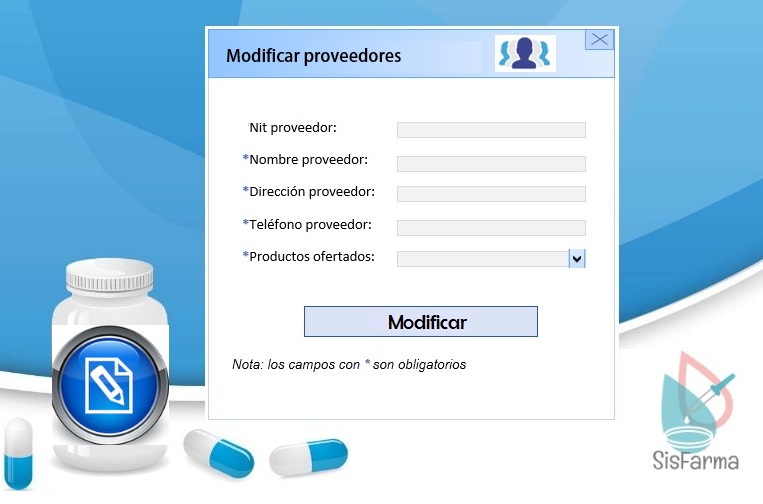 Modificar proveedores
Nit proveedor:
*Nombre proveedor:
*Dirección proveedor:
*Teléfono proveedor:
*Productos ofertados:
Modificar
Nota: los campos con * son obligatorios
SisFarma